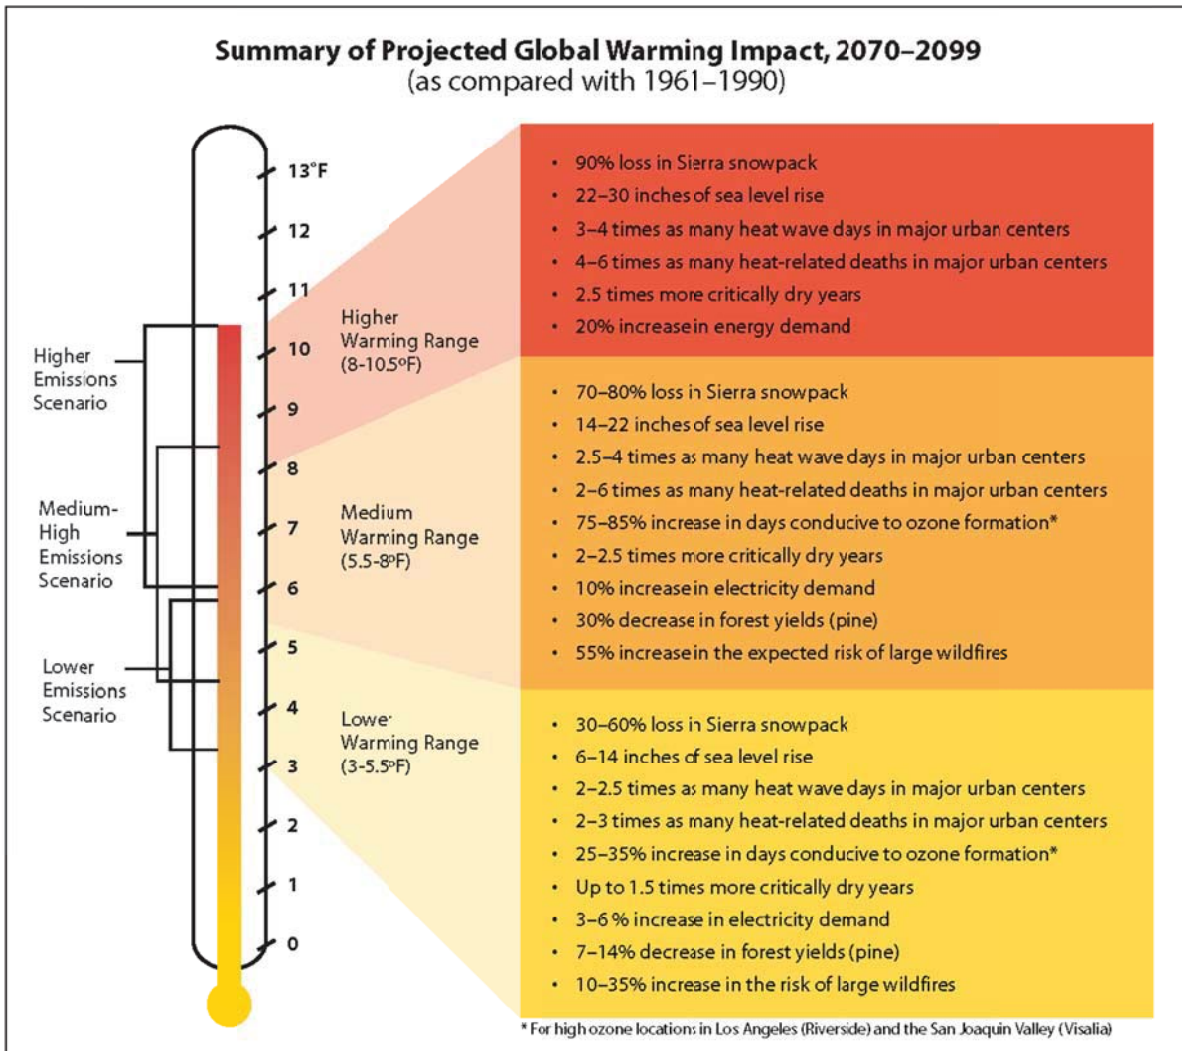 Summary of Projected Global Warming Impact, 2070–2099
(as compared with 1961–1990)
13°F
12
11
10
9
8
7
6
5
4
3
2
1
0
Higher
Emissions
Scenario
Medium-
High
Emissions
Scenario
Lower
Emissions
Scenario
Higher
Warming Range
(8-10.5ºF)
Medium
Warming Range
(5.5-8ºF)
Lower
Warming Range
(3-5.5ºF)
• 90% loss in Sierra snowpack
• 22–30 inches of sea level rise
• 3–4 times as many heat wave days in major urban centers
• 4–6 times as many heat-related deaths in major urban centers
• 2.5 times more critically dry years
• 20% increase in energy demand
• 70–80% loss in Sierra snowpack
• 14–22 inches of sea level rise
• 2.5–4 times as many heat wave days in major urban centers
• 2–6 times as many heat-related deaths in major urban centers
• 75–85% increase in days conducive to ozone formation*
• 2–2.5 times more critically dry years
• 10% increase in electricity demand
• 30% decrease in forest yields (pine)
• 55% increase in the expected risk of large wildfires
• 30–60% loss in Sierra snowpack
• 6–14 inches of sea level rise
• 2–2.5 times as many heat wave days in major urban centers
• 2–3 times as many heat-related deaths in major urban centers
• 25–35% increase in days conducive to ozone formation*
• Up to 1.5 times more critically dry years
• 3–6 % increase in electricity demand
• 7–14% decrease in forest yields (pine)
• 10–35% increase in the risk of large wildfires
* For high ozone locations in Los Angeles (Riverside) and the San Joaquin Valley (Visalia)